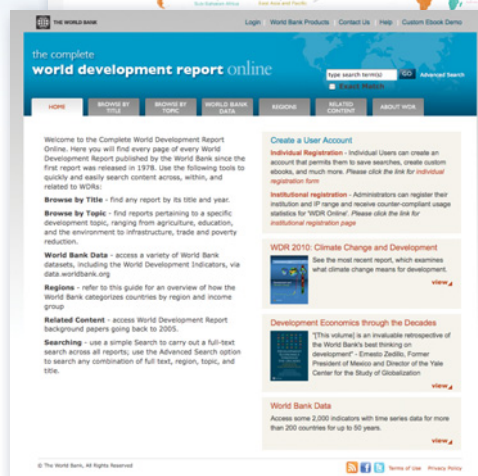 Sub-Saharan Africa
East Asia and Pacific
THE WORLD BANK
Login | World Bank Products | Contact Us | Help | Custom Ebook Demo
the complete
world development report online
type search term(s) GO Advanced Search
Exact Match
HOME
BROWSE BY TITLE
BROWSE BY TOPIC
WORLD BANK DATA
REGIONS
RELATED CONTENT
ABOUT WDR
Welcome to the Complete World Development Report
Online. Here you will find every page of every World
Development Report published by the World Bank since the
first report was released in 1978. Use the following tools to
quickly and easily search content across, within, and
related to WDRs:
Browse by Title - find any report by its title and year.
Browse by Topic - find reports pertaining to a specific
development topic, ranging from agriculture, education,
and the environment to infrastructure, trade and poverty
reduction.
World Bank Data - access a variety of World Bank
datasets, including the World Development Indicators, via
data.worldbank.org
Regions - refer to this guide for an overview of how the
World Bank categorizes countries by region and income
group
Related Content - access World Development Report
background papers going back to 2005.
Searching - use a simple Search to carry out a full-text
search across all reports; use the Advanced Search option
to search any combination of full text, region, topic, and
title.
Create a User Account
Individual Registration - Individual Users can create an
account that permits them to save searches, create custom
ebooks, and much more. Please click the link for individual
registration form
Institutional registration - Administrators can register their
institution and IP range and receive counter-compliant usage
statistics for 'WDR Online'. Please click the link for
institutional registration page
WDR 2010: Climate Change and Development
See the most recent report, which examines
what climate change means for development.
view
Development Economics through the Decades
"[This volume] is an invaluable retrospective of
the World Bank's best thinking on
development" - Ernesto Zedillo, Former
President of Mexico and Director of the Yale
Center for the Study of Globalization
view
World Bank Data
Access some 2,000 indicators with time series data for more
than 200 countries for up to 50 years.
view
© The World Bank, All Rights Reserved
Terms of Use Privacy Policy